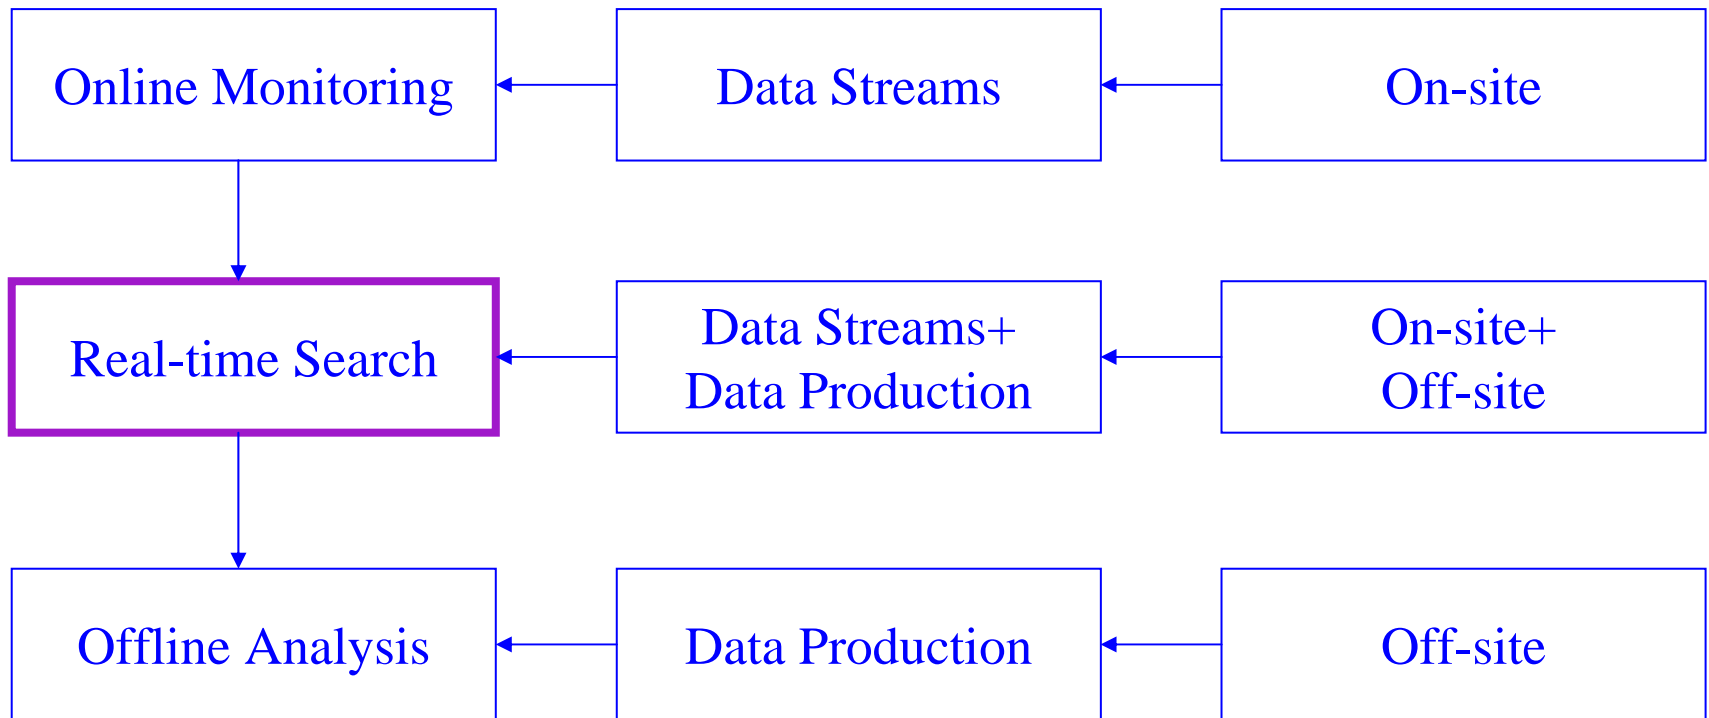 Online Monitoring
Data Streams
On-site
Real-time Search
Data Streams+
Data Production
On-site+
Off-site
Offline Analysis
Data Production
Off-site